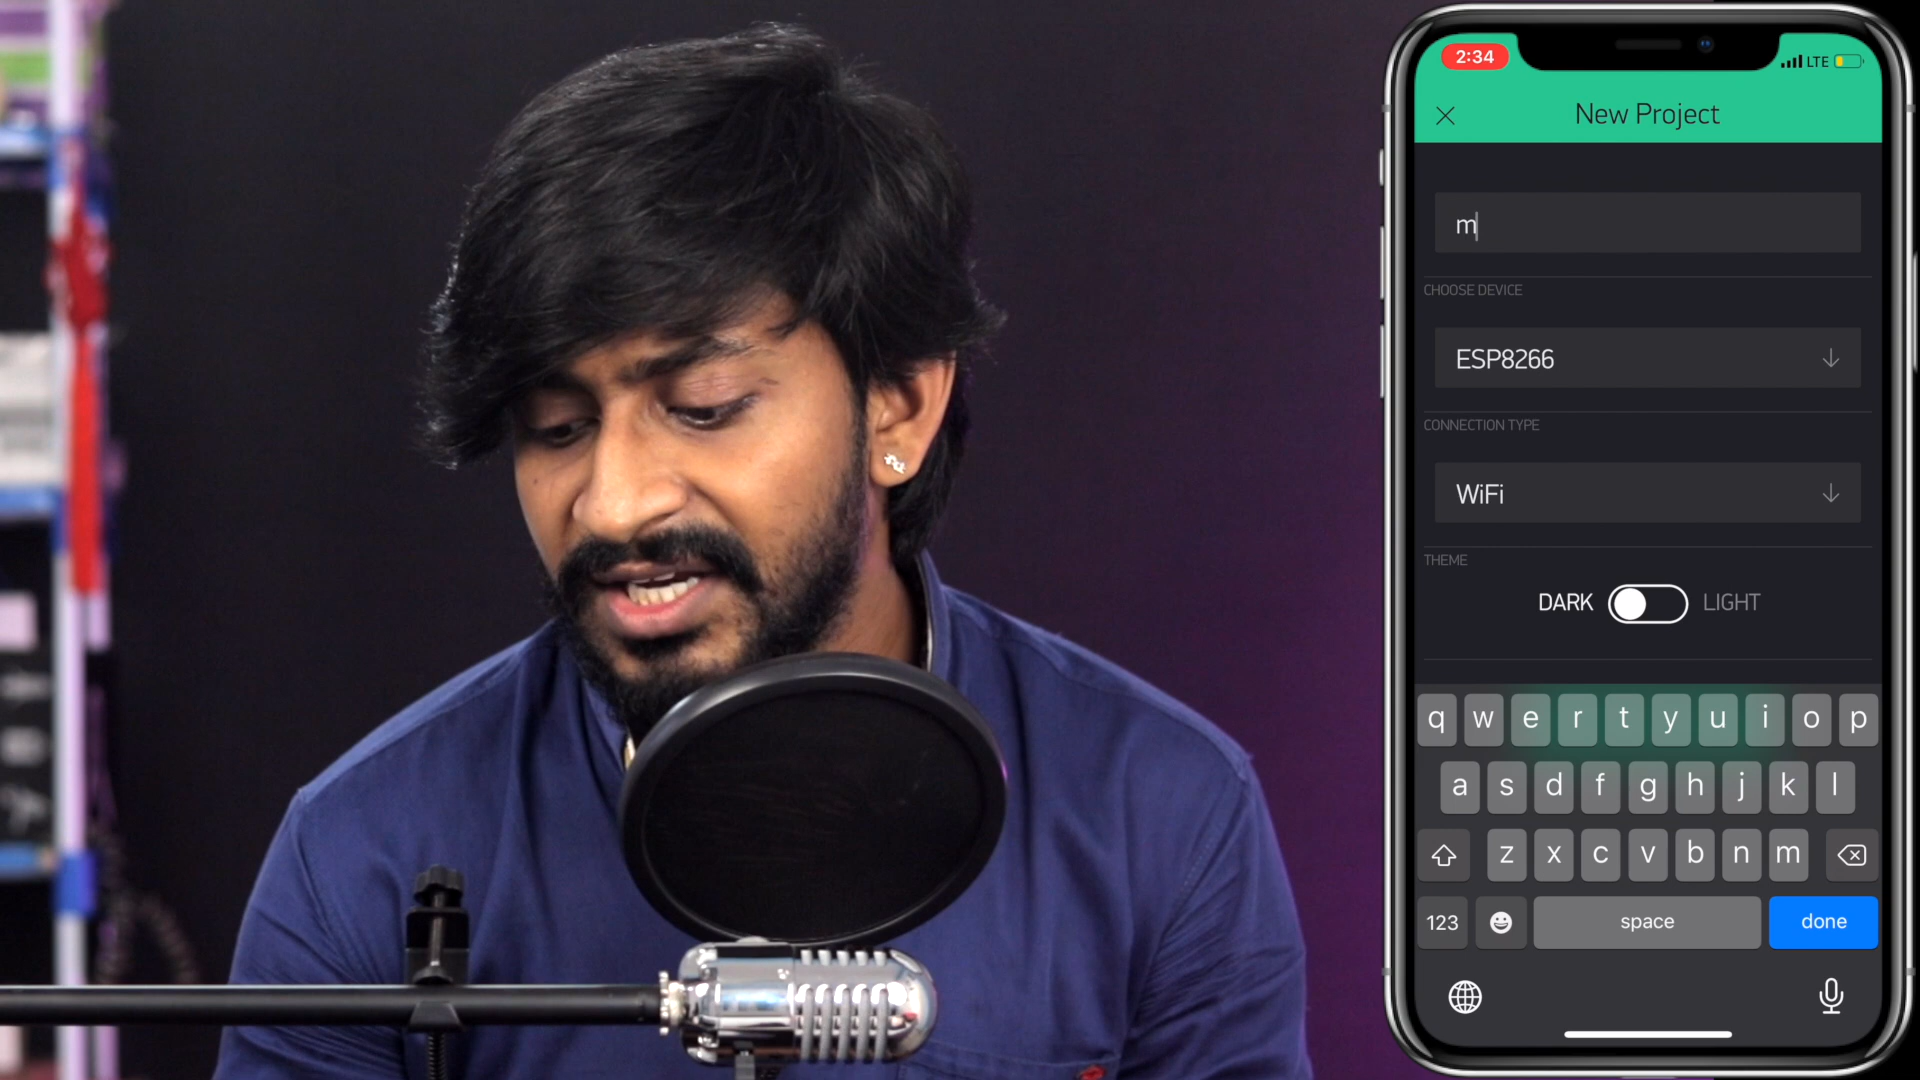 2:34
LTE
New Project
m
CHOOSE DEVICE
ESP8266
CONNECTION TYPE
WiFi
THEME
DARK LIGHT
q w e r t y u i o p
a s d f g h j k l
z x c v b n m
123 space done